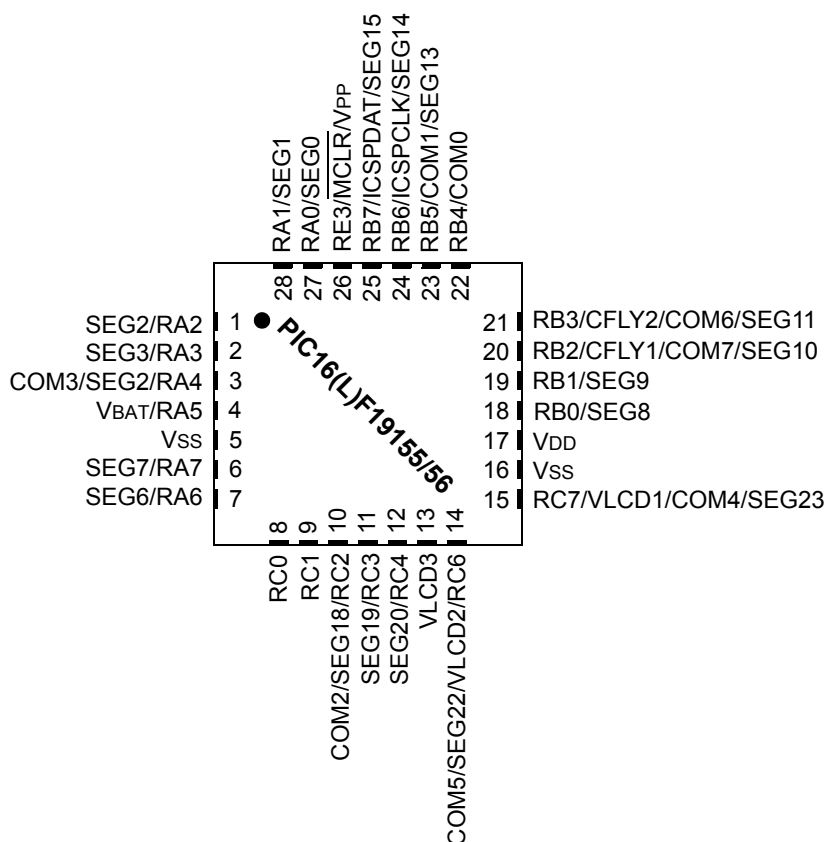 RA1/SEG1
RA0/SEG0
RE3/MCLR/VPP
RB7/ICSPDAT/SEG15
RB6/ICSPCLK/SEG14
RB5/COM1/SEG13
RB4/COM0
28
27
26
25
24
23
22
SEG2/RA2 1
SEG3/RA3 2
COM3/SEG2/RA4 3
VBAT/RA5 4
VSS 5
SEG7/RA7 6
SEG6/RA6 7
PIC16(L)F19155/56
21 RB3/CFLY2/COM6/SEG11
20 RB2/CFLY1/COM7/SEG10
19 RB1/SEG9
18 RB0/SEG8
17 VDD
16 VSS
15 RC7/VLCD1/COM4/SEG23
8
9
10
11
12
13
14
RC0
RC1
COM2/SEG18/RC2
SEG19/RC3
SEG20/RC4
VLCD3
COM5/SEG22/VLCD2/RC6